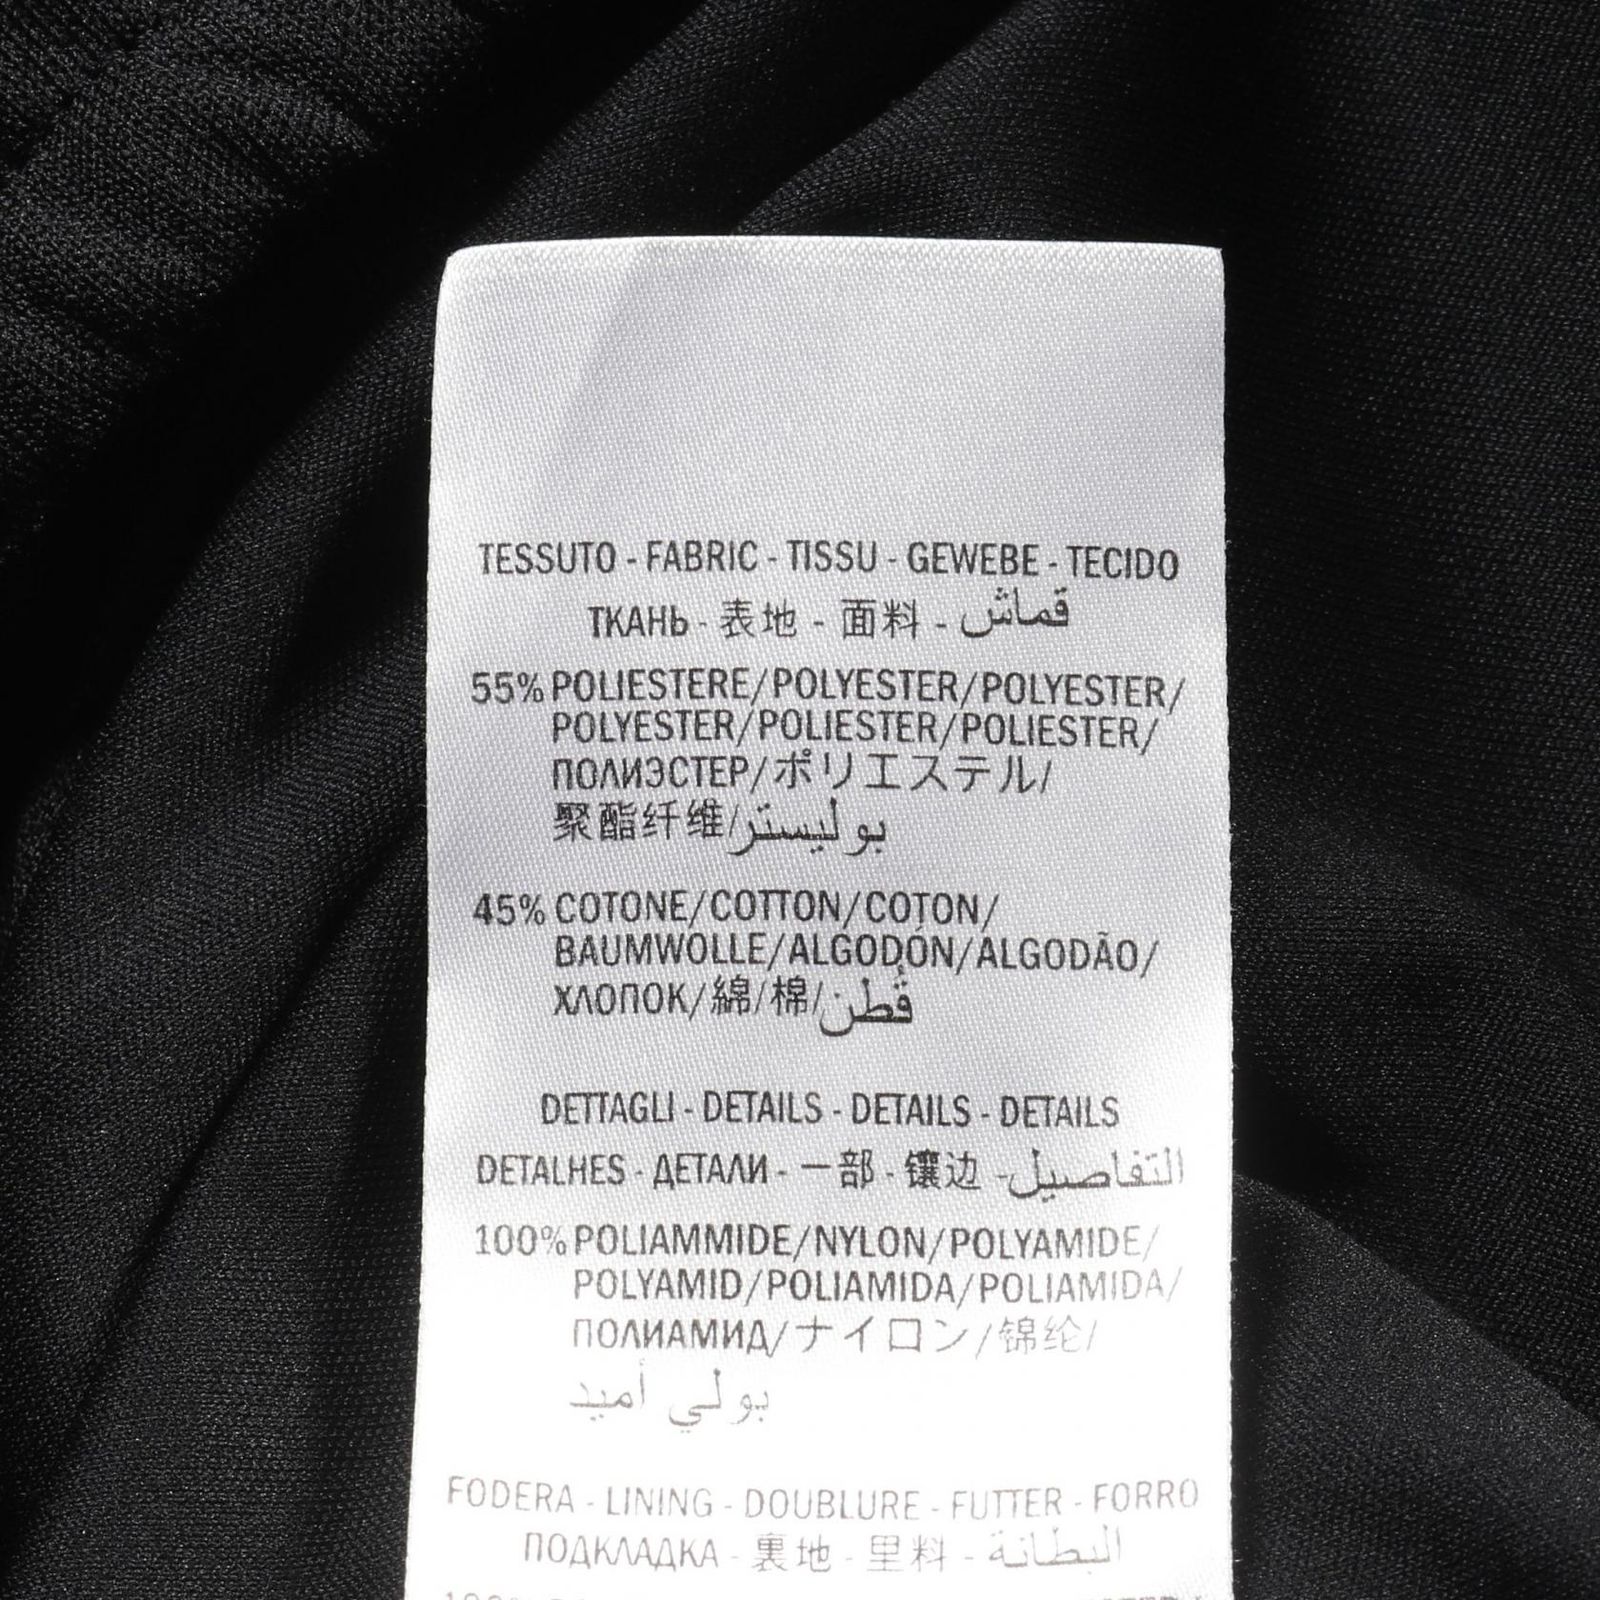 TESSUTO - FABRIC - TISSU - GEWEBE - TECIDO
ТКАНЬ - 表地 - 面料 - قماش
55% POLIESTERE/POLYESTER/POLYESTER/
POLYESTER/POLIESTER/POLIESTER/
ПОЛИЭСТЕР/ポリエステル/
聚酯纤维/بوليستر
45% COTONE/COTTON/COTON/
BAUMWOLLE/ALGODÓN/ALGODÃO/
ХЛОПОК/綿/棉/قُطن
DETTAGLI - DETAILS - DETAILS - DETAILS
DETALHES - ДЕТАЛИ - 一部 - 镶边 - التفاصيل
100% POLIAMMIDE/NYLON/POLYAMIDE/
POLYAMID/POLIAMIDA/POLIAMIDA/
ПОЛИАМИД/ナイロン/锦纶/
بولي أميد
FODERA - LINING - DOUBLURE - FUTTER - FORRO
ПОДКЛАДКА - 裏地 - 里料 - البطانة